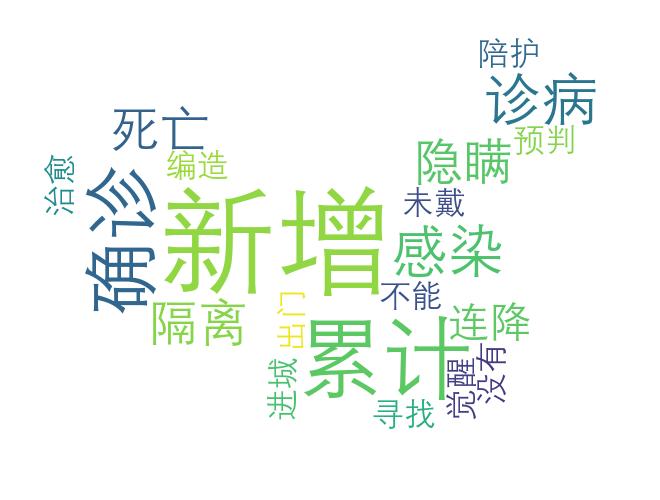 陪护
诊病
死亡
预判
隐瞒
编造
治愈
确诊
新增
未戴
感染
不能
隔离
出门
连降
累计
觉醒
没有
进城
寻找